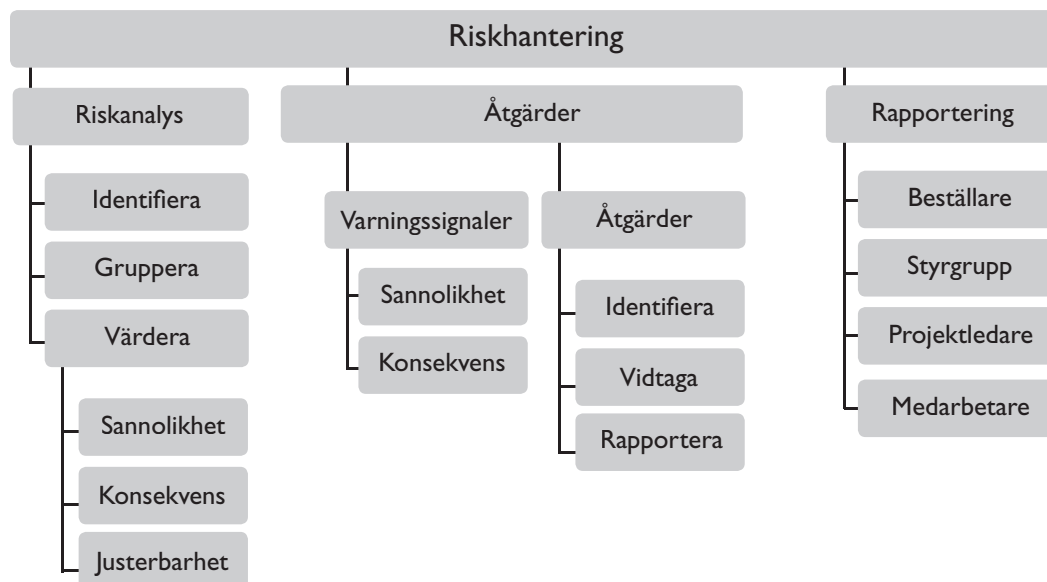 Riskhantering
Riskanalys
Identifiera
Gruppera
Värdera
Sannolikhet
Konsekvens
Justerbarhet
Åtgärder
Varningssignaler
Sannolikhet
Konsekvens
Åtgärder
Identifiera
Vidtaga
Rapportera
Rapportering
Beställare
Styrgrupp
Projektledare
Medarbetare